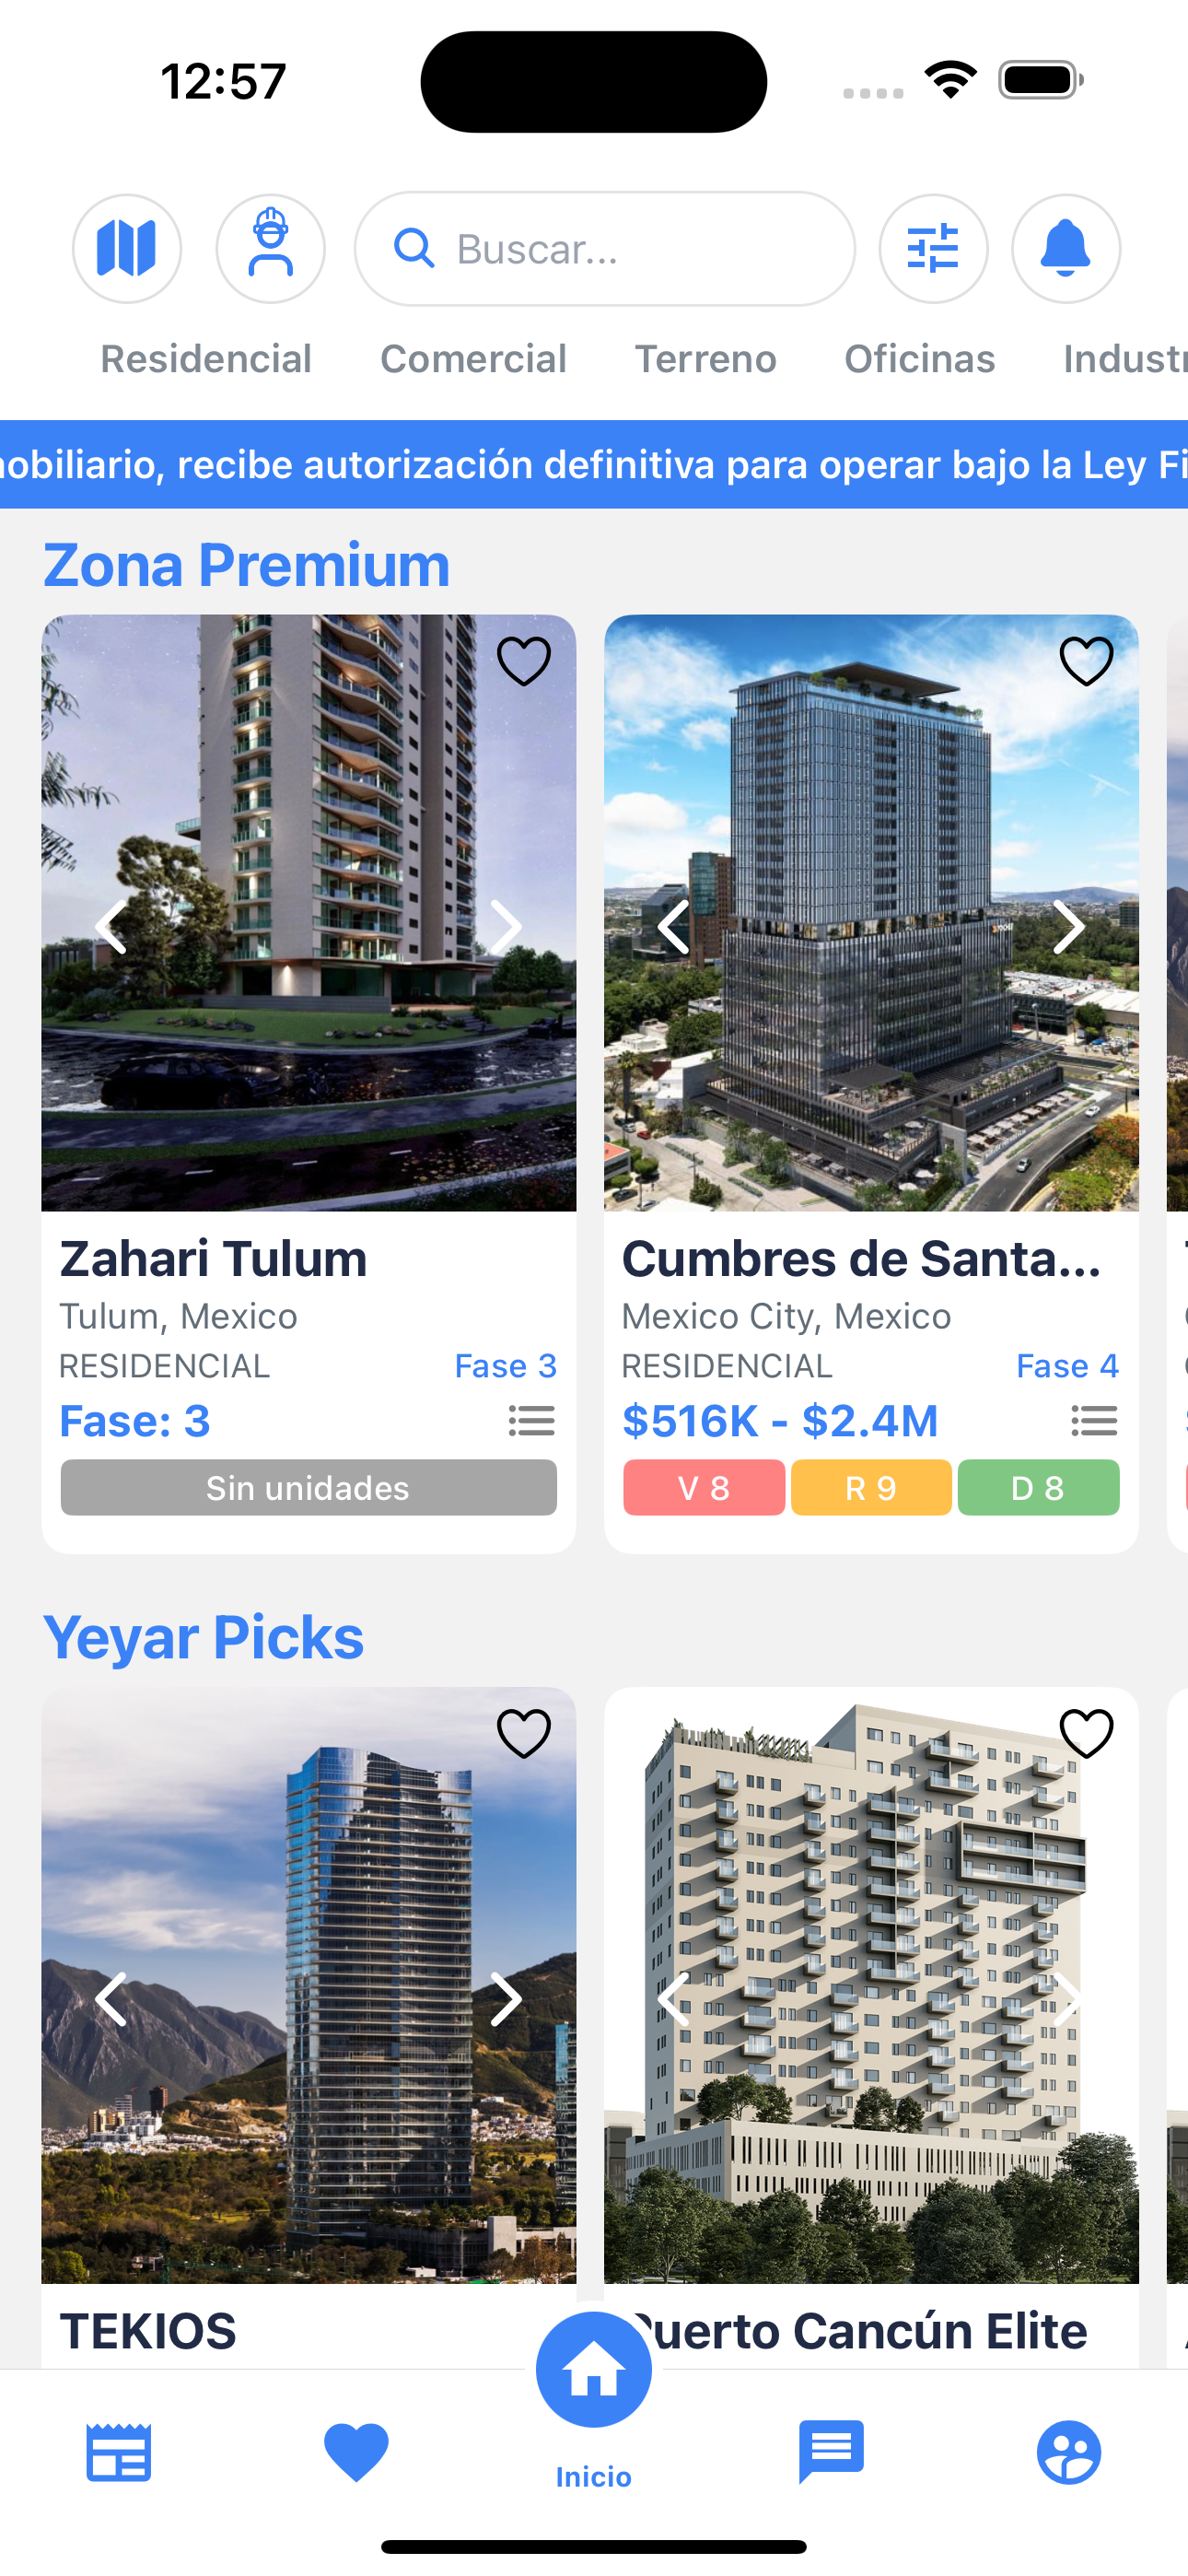 12:57
Buscar...
Residencial Comercial Terreno Oficinas Industr
nobiliario, recibe autorización definitiva para operar bajo la Ley Fi
Zona Premium
Zahari Tulum
Tulum, Mexico
RESIDENCIAL Fase 3
Fase: 3
Sin unidades
Cumbres de Santa...
Mexico City, Mexico
RESIDENCIAL Fase 4
$516K - $2.4M
V 8 R 9 D 8
Yeyar Picks
TEKIOS
Puerto Cancún Elite
Inicio